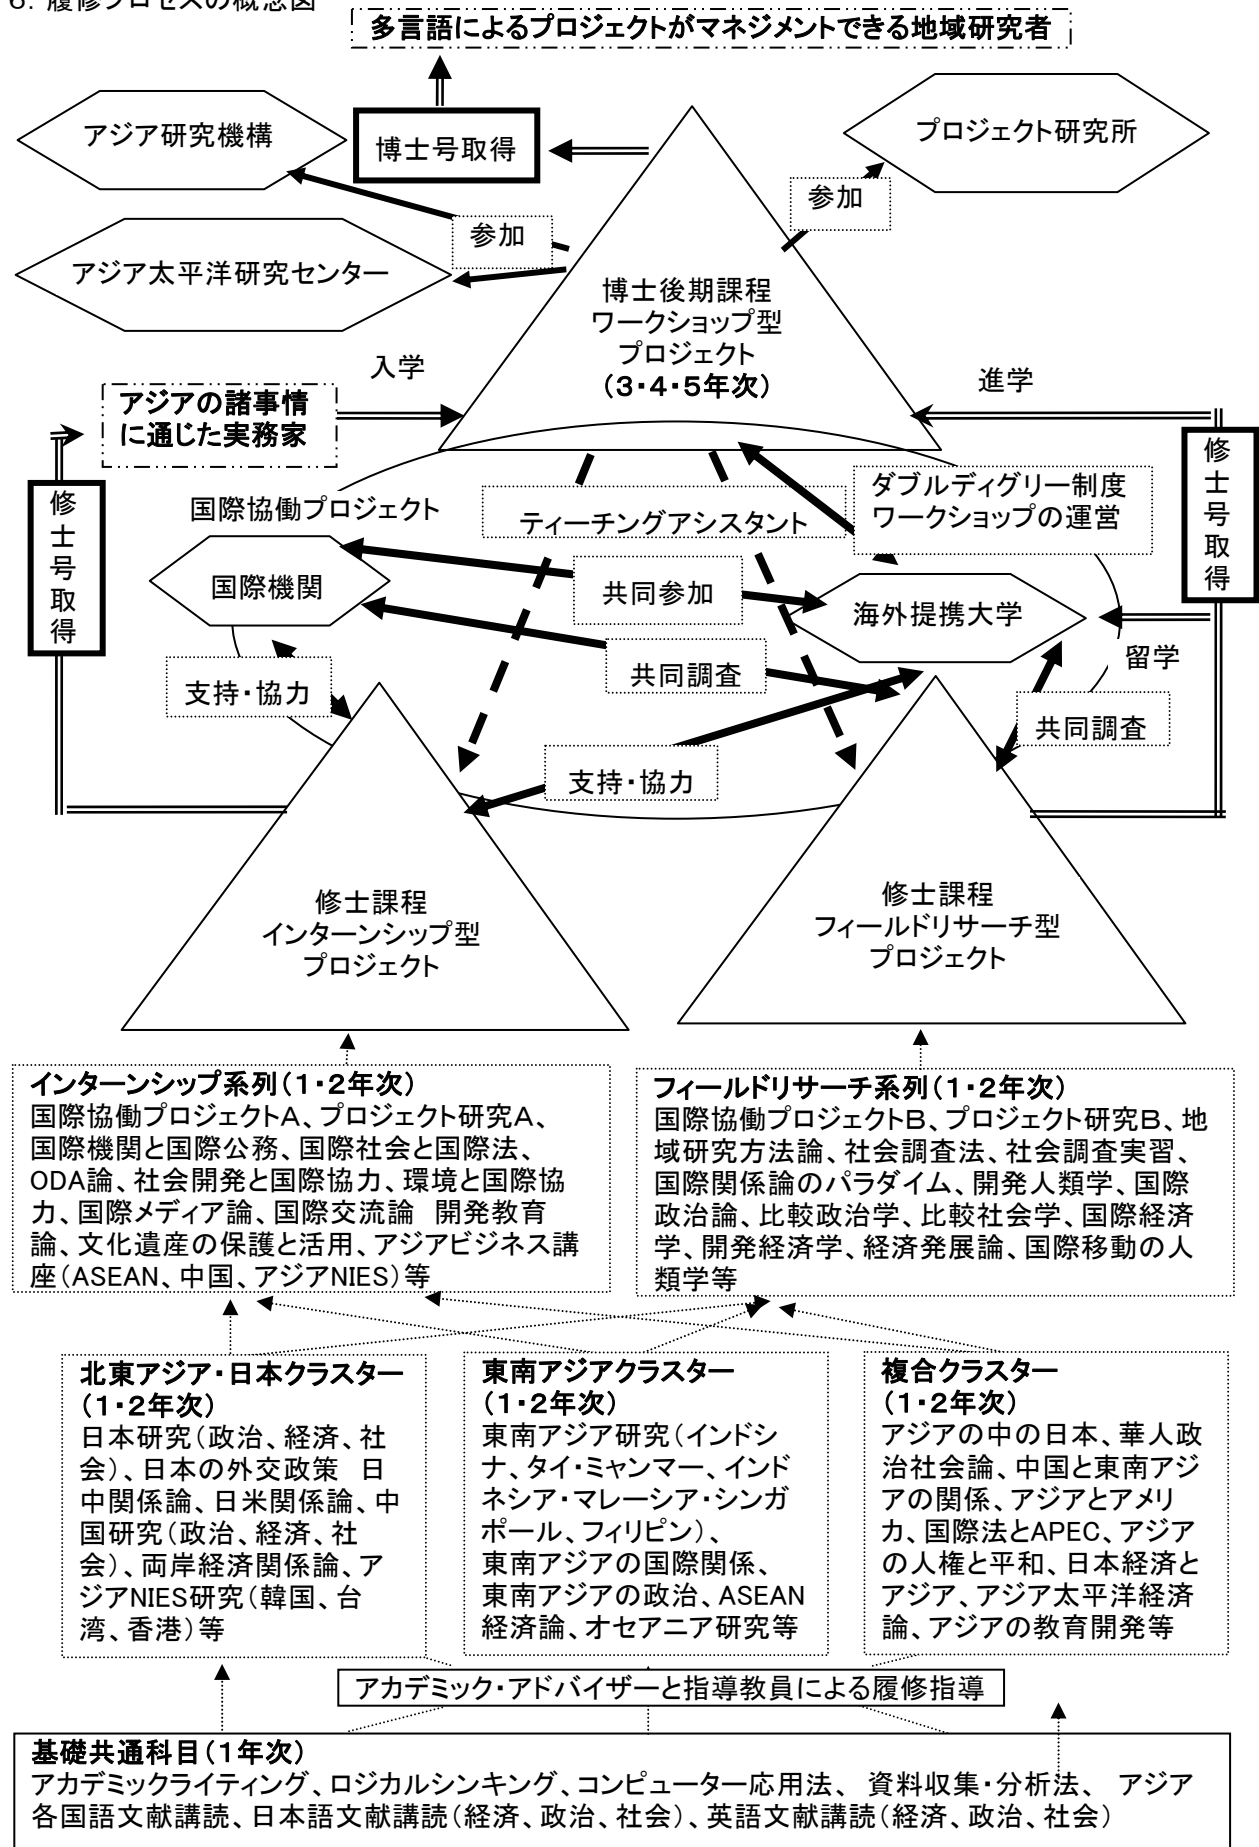 6. 履修プロセスの概念図
多言語によるプロジェクトがマネジメントできる地域研究者
アジア研究機構
博士号取得
プロジェクト研究所
参加
参加
アジア太平洋研究センター
博士後期課程
ワークショップ型
プロジェクト
(3・4・5年次)
入学
進学
アジアの諸事情
に通じた実務家
修士号取得
修士号取得
国際協働プロジェクト
ティーチングアシスタント
ダブルディグリー制度
ワークショップの運営
国際機関
共同参加
海外提携大学
留学
支持・協力
共同調査
共同調査
支持・協力
修士課程
インターンシップ型
プロジェクト
修士課程
フィールドリサーチ型
プロジェクト
インターンシップ系列(1・2年次)
国際協働プロジェクトA、プロジェクト研究A、
国際機関と国際公務、国際社会と国際法、
ODA論、社会開発と国際協力、環境と国際協
力、国際メディア論、国際交流論 開発教育
論、文化遺産の保護と活用、アジアビジネス講
座(ASEAN、中国、アジアNIES)等
フィールドリサーチ系列(1・2年次)
国際協働プロジェクトB、プロジェクト研究B、地
域研究方法論、社会調査法、社会調査実習、
国際関係論のパラダイム、開発人類学、国際
政治論、比較政治学、比較社会学、国際経済
学、開発経済学、経済発展論、国際移動の人
類学等
北東アジア・日本クラスター
(1・2年次)
日本研究(政治、経済、社
会)、日本の外交政策 日
中関係論、日米関係論、中
国研究(政治、経済、社
会)、両岸経済関係論、ア
ジアNIES研究(韓国、台
湾、香港)等
東南アジアクラスター
(1・2年次)
東南アジア研究(インドシ
ナ、タイ・ミャンマー、インド
ネシア・マレーシア・シンガ
ポール、フィリピン)、
東南アジアの国際関係、
東南アジアの政治、ASEAN
経済論、オセアニア研究等
複合クラスター
(1・2年次)
アジアの中の日本、華人政
治社会論、中国と東南アジ
アの関係、アジアとアメリ
カ、国際法とAPEC、アジア
の人権と平和、日本経済と
アジア、アジア太平洋経済
論、アジアの教育開発等
アカデミック・アドバイザーと指導教員による履修指導
基礎共通科目(1年次)
アカデミックライティング、ロジカルシンキング、コンピューター応用法、 資料収集・分析法、 アジア
各国語文献講読、日本語文献講読(経済、政治、社会)、英語文献講読(経済、政治、社会)